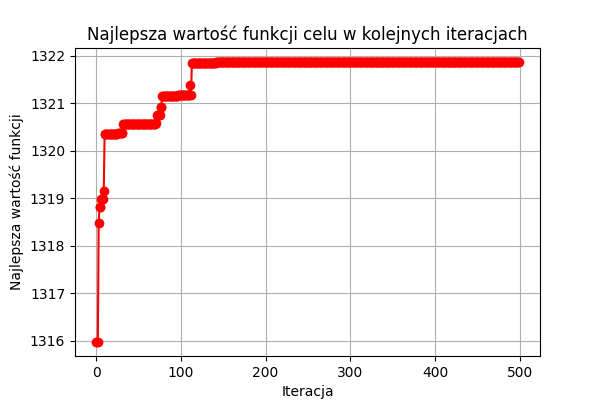 Najlepsza wartość funkcji celu w kolejnych iteracjach
1322
1321
1320
1319
1318
1317
1316
Najlepsza wartość funkcji
0 100 200 300 400 500
Iteracja